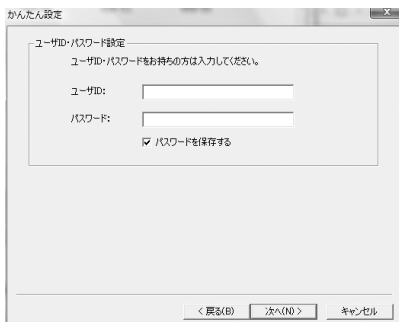 かんたん設定
ユーザID・パスワード設定
ユーザID・パスワードをお持ちの方は入力してください。
ユーザID:
パスワード:
パスワードを保存する
< 戻る(B)
次へ(N) >
キャンセル